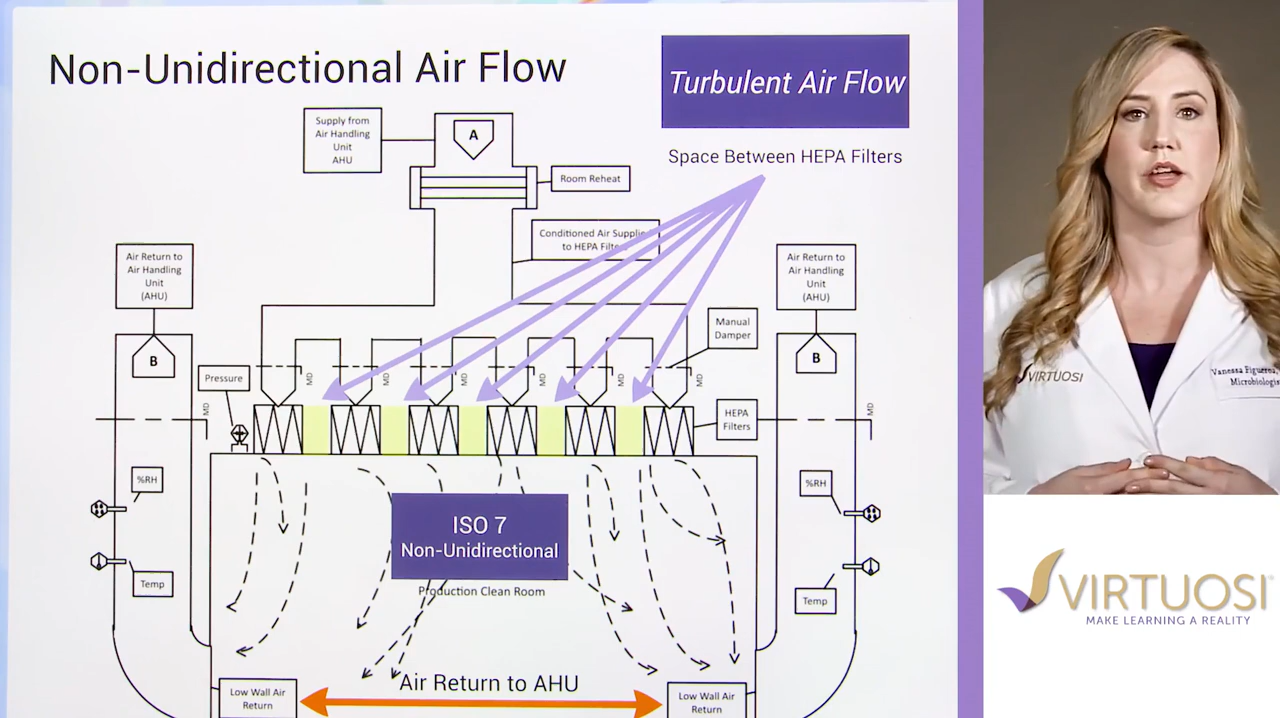 Non-Unidirectional Air Flow
Turbulent Air Flow
Space Between HEPA Filters
Supply from
Air Handling
Unit
AHU
A
Room Reheat
Conditioned Air Supplied
to HEPA Filters
Air Return to
Air Handling
Unit
(AHU)
B
Air Return to
Air Handling
Unit
(AHU)
B
Manual
Damper
Pressure
MD
MD
MD
MD
MD
MD
MD
MD
HEPA
Filters
%RH
%RH
Temp
Temp
ISO 7
Non-Unidirectional
Production Clean Room
Air Return to AHU
Low Wall Air
Return
Low Wall Air
Return
VIRTUOSI
Vanessa Figueroa,
Microbiologis
VIRTUOSI
MAKE LEARNING A REALITY